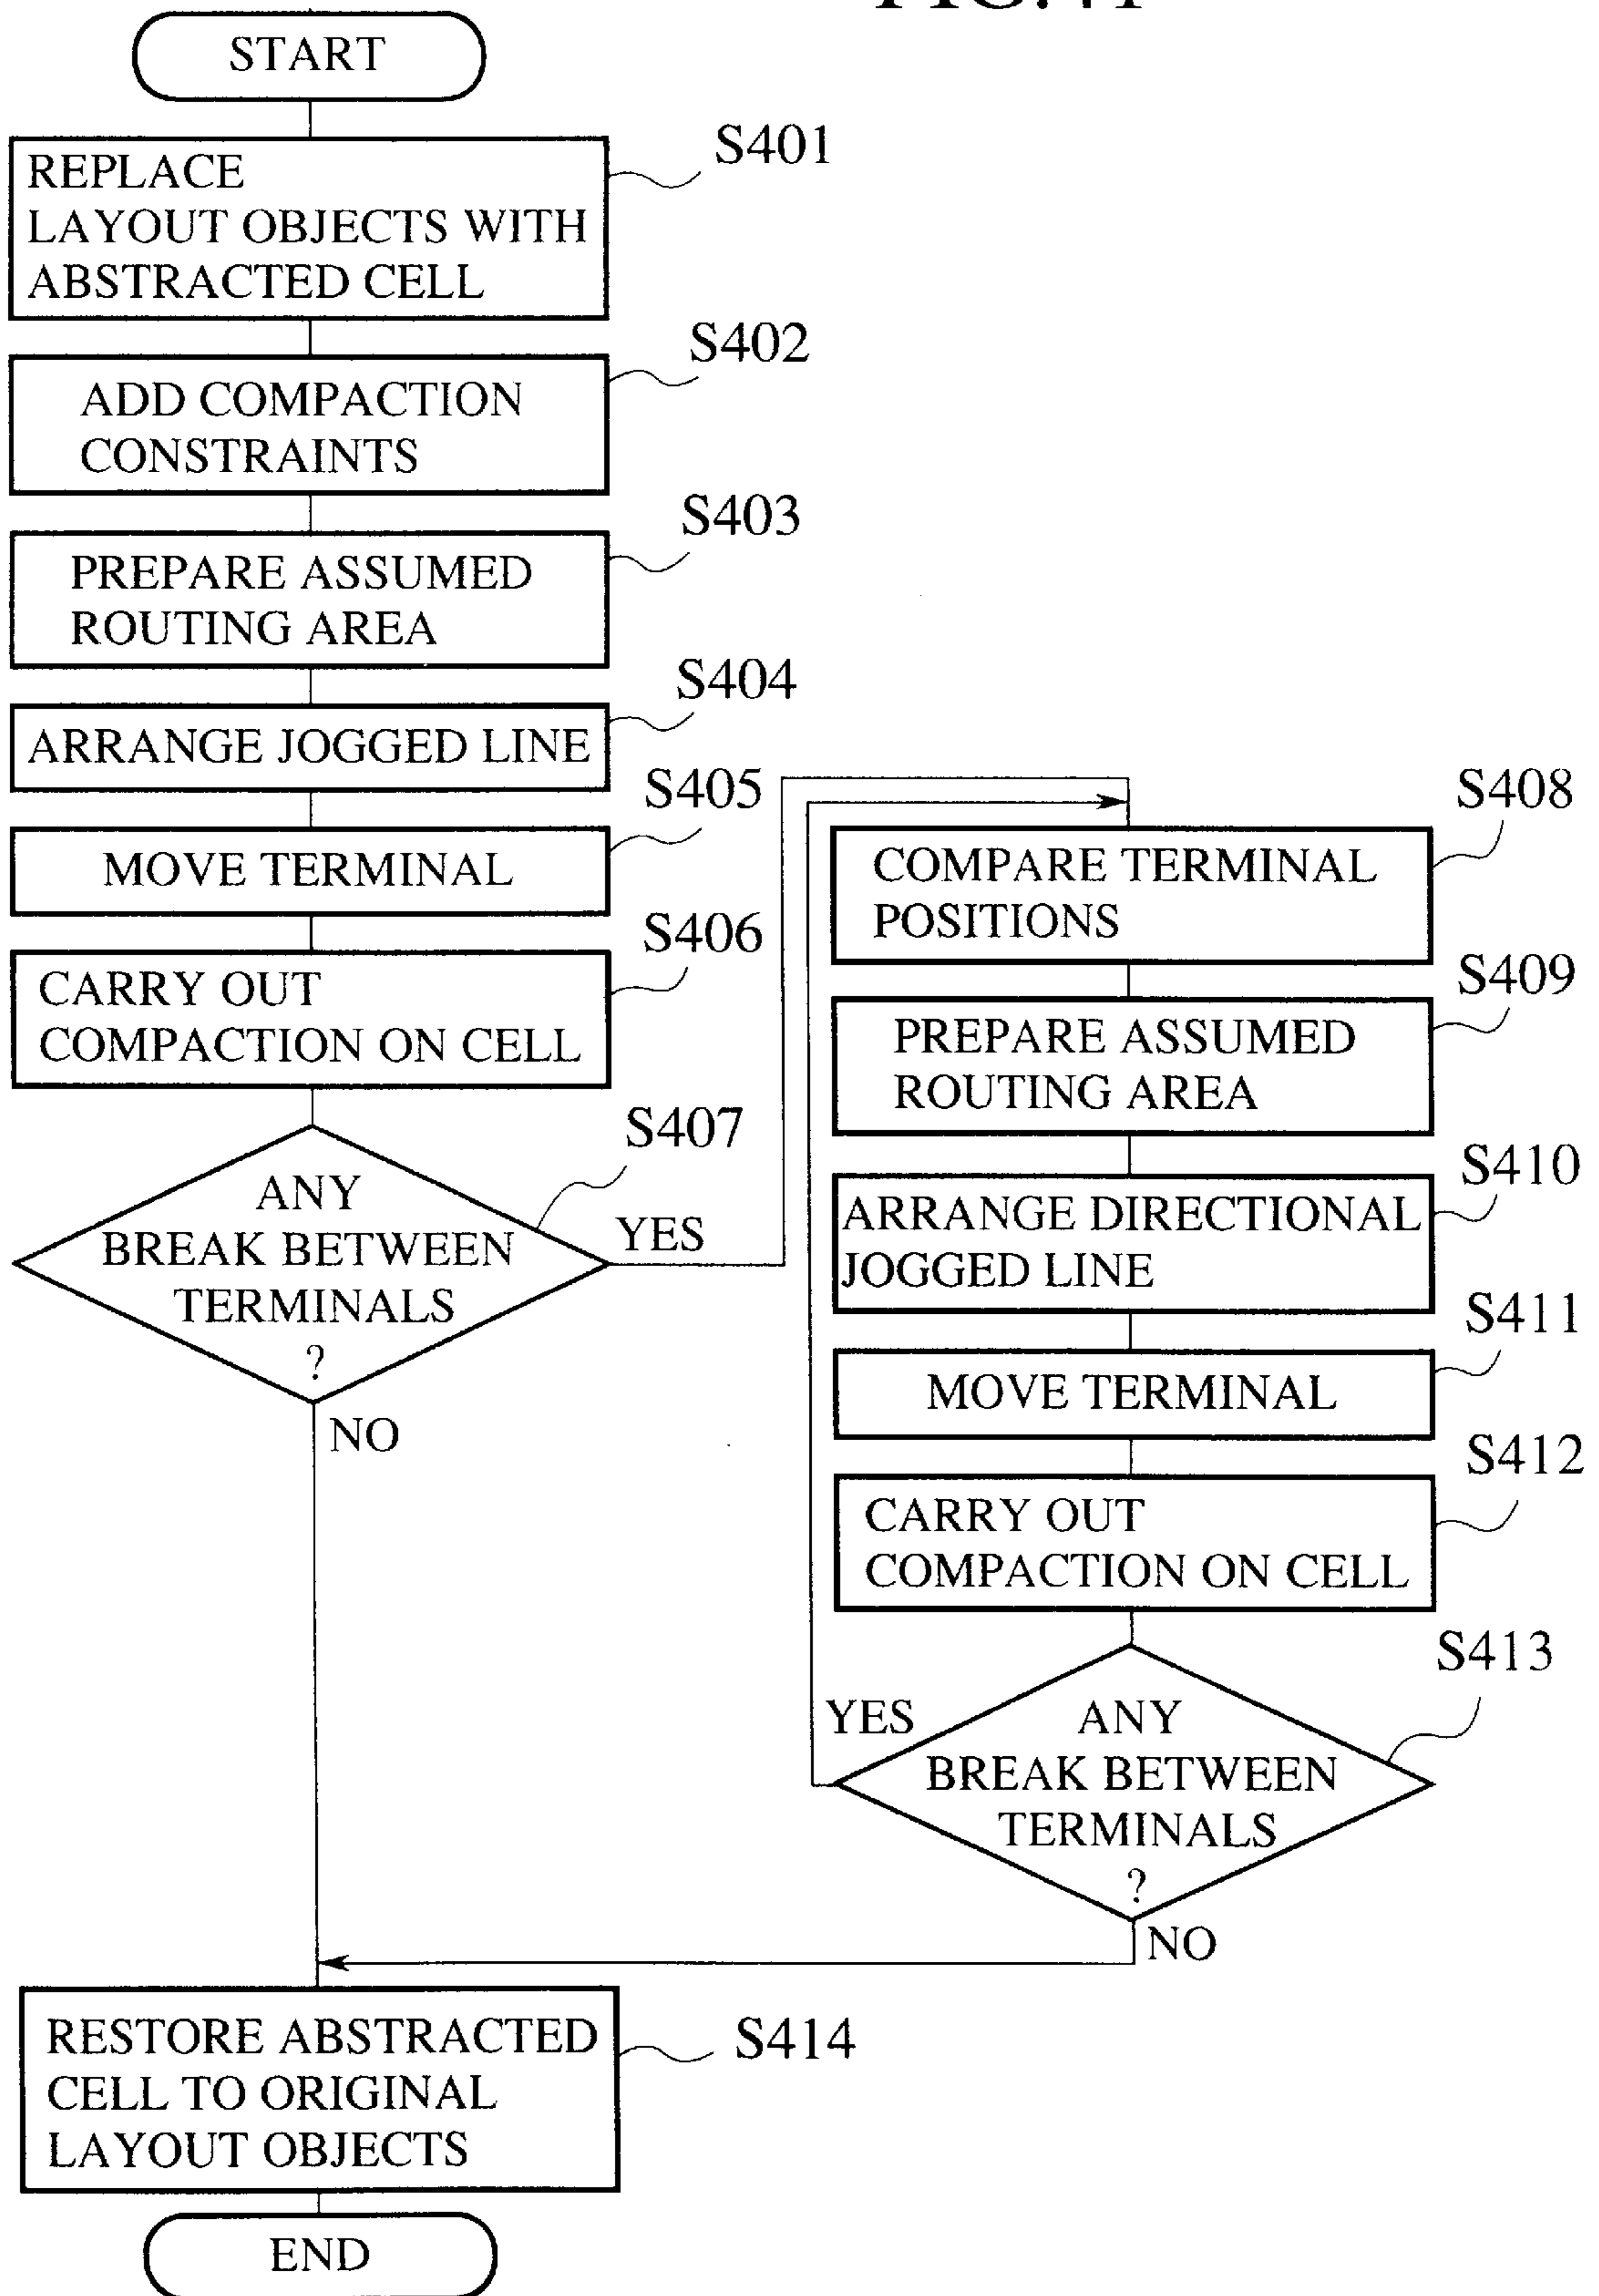 START
S401
REPLACE
LAYOUT OBJECTS WITH
ABSTRACTED CELL
S402
ADD COMPACTION
CONSTRAINTS
S403
PREPARE ASSUMED
ROUTING AREA
S404
ARRANGE JOGGED LINE
S405
MOVE TERMINAL
S406
CARRY OUT
COMPACTION ON CELL
S407
ANY
BREAK BETWEEN
TERMINALS
?
YES
NO
S408
COMPARE TERMINAL
POSITIONS
S409
PREPARE ASSUMED
ROUTING AREA
S410
ARRANGE DIRECTIONAL
JOGGED LINE
S411
MOVE TERMINAL
S412
CARRY OUT
COMPACTION ON CELL
S413
YES
ANY
BREAK BETWEEN
TERMINALS
?
NO
RESTORE ABSTRACTED
CELL TO ORIGINAL
LAYOUT OBJECTS
S414
END